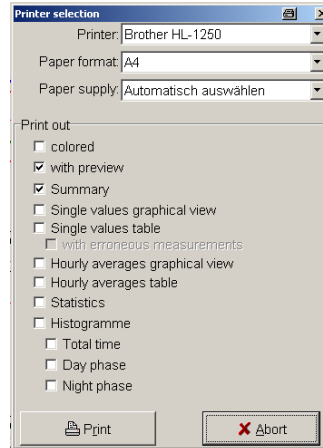 Printer selection
Printer: Brother HL-1250
Paper format: A4
Paper supply: Automatisch auswählen
Print out
colored
with preview
Summary
Single values graphical view
Single values table
with erroneous measurements
Hourly averages graphical view
Hourly averages table
Statistics
Histogramme
Total time
Day phase
Night phase
Print
Abort